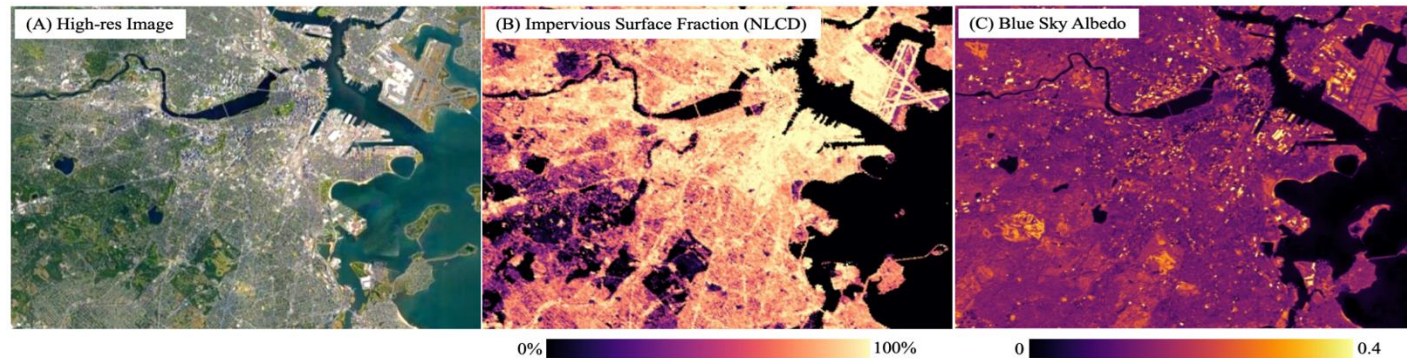 (A) High-res Image
(B) Impervious Surface Fraction (NLCD)
(C) Blue Sky Albedo
0%
100%
0
0.4